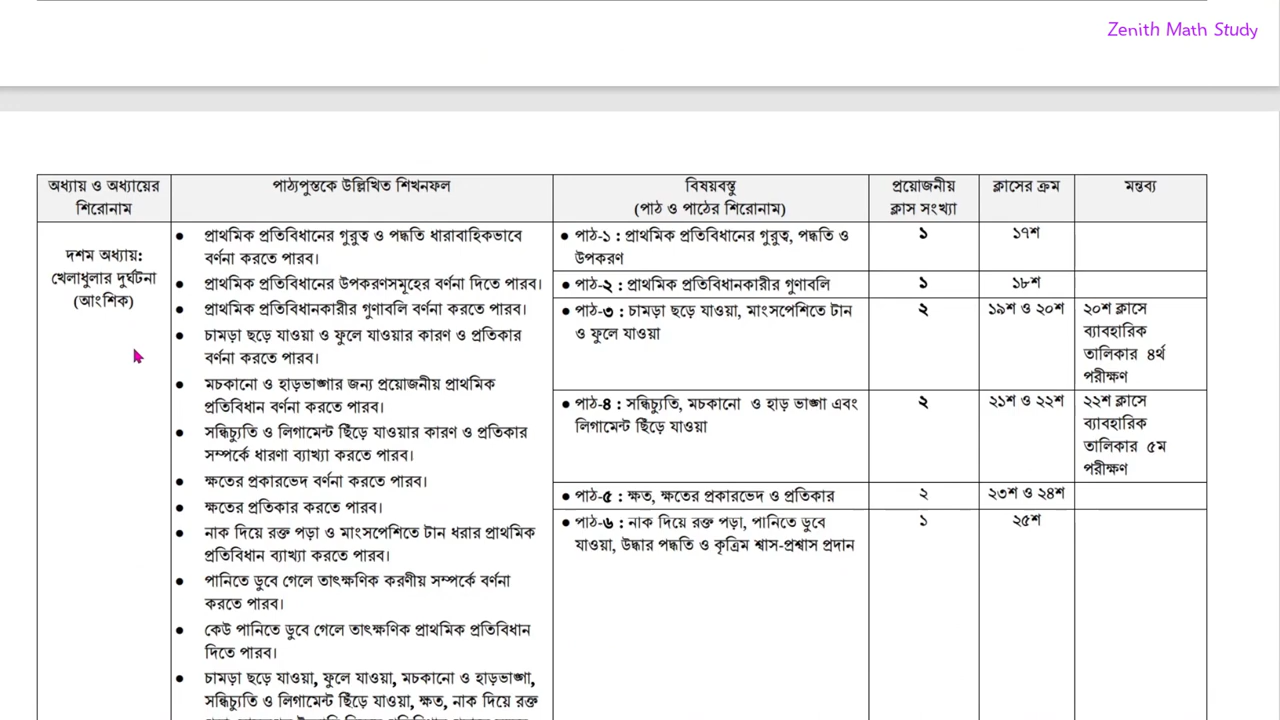 Zenith Math Study
অধ্যায় ও অধ্যায়ের
শিরোনাম
পাঠ্যপুস্তকে উল্লিখিত শিখনফল
বিষয়বস্তু
(পাঠ ও পাঠের শিরোনাম)
প্রয়োজনীয়
ক্লাস সংখ্যা
ক্লাসের ক্রম
মন্তব্য
দশম অধ্যায়:
খেলাধুলার দুর্ঘটনা
(আংশিক)
● প্রাথমিক প্রতিবিধানের গুরুত্ব ও পদ্ধতি ধারাবাহিকভাবে
বর্ণনা করতে পারব।
● প্রাথমিক প্রতিবিধানের উপকরণসমূহের বর্ণনা দিতে পারব।
● প্রাথমিক প্রতিবিধানকারীর গুণাবলি বর্ণনা করতে পারব।
● চামড়া ছড়ে যাওয়া ও ফুলে যাওয়ার কারণ ও প্রতিকার
বর্ণনা করতে পারব।
● মচকানো ও হাড়ভাঙ্গার জন্য প্রয়োজনীয় প্রাথমিক
প্রতিবিধান বর্ণনা করতে পারব।
● সন্ধিচ্যুতি ও লিগামেন্ট ছিঁড়ে যাওয়ার কারণ ও প্রতিকার
সম্পর্কে ধারণা ব্যাখ্যা করতে পারব।
● ক্ষতের প্রকারভেদ বর্ণনা করতে পারব।
● ক্ষতের প্রতিকার করতে পারব।
● নাক দিয়ে রক্ত পড়া ও মাংসপেশিতে টান ধরার প্রাথমিক
প্রতিবিধান ব্যাখ্যা করতে পারব।
● পানিতে ডুবে গেলে তাৎক্ষণিক করণীয় সম্পর্কে বর্ণনা
করতে পারব।
● কেউ পানিতে ডুবে গেলে তাৎক্ষণিক প্রাথমিক প্রতিবিধান
দিতে পারব।
● চামড়া ছড়ে যাওয়া, ফুলে যাওয়া, মচকানো ও হাড়ভাঙ্গা,
সন্ধিচ্যুতি ও লিগামেন্ট ছিঁড়ে যাওয়া, ক্ষত, নাক দিয়ে রক্ত
● পাঠ-১ : প্রাথমিক প্রতিবিধানের গুরুত্ব, পদ্ধতি ও
উপকরণ
১
১৭শ
● পাঠ-২ : প্রাথমিক প্রতিবিধানকারীর গুণাবলি
১
১৮শ
● পাঠ-৩ : চামড়া ছড়ে যাওয়া, মাংসপেশিতে টান
ও ফুলে যাওয়া
২
১৯শ ও ২০শ
২০শ ক্লাসে
ব্যাবহারিক
তালিকার ৪র্থ
পরীক্ষণ
● পাঠ-৪ : সন্ধিচ্যুতি, মচকানো ও হাড় ভাঙ্গা এবং
লিগামেন্ট ছিঁড়ে যাওয়া
২
২১শ ও ২২শ
২২শ ক্লাসে
ব্যাবহারিক
তালিকার ৫ম
পরীক্ষণ
● পাঠ-৫ : ক্ষত, ক্ষতের প্রকারভেদ ও প্রতিকার
২
২৩শ ও ২৪শ
● পাঠ-৬ : নাক দিয়ে রক্ত পড়া, পানিতে ডুবে
যাওয়া, উদ্ধার পদ্ধতি ও কৃত্রিম শ্বাস-প্রশ্বাস প্রদান
১
২৫শ